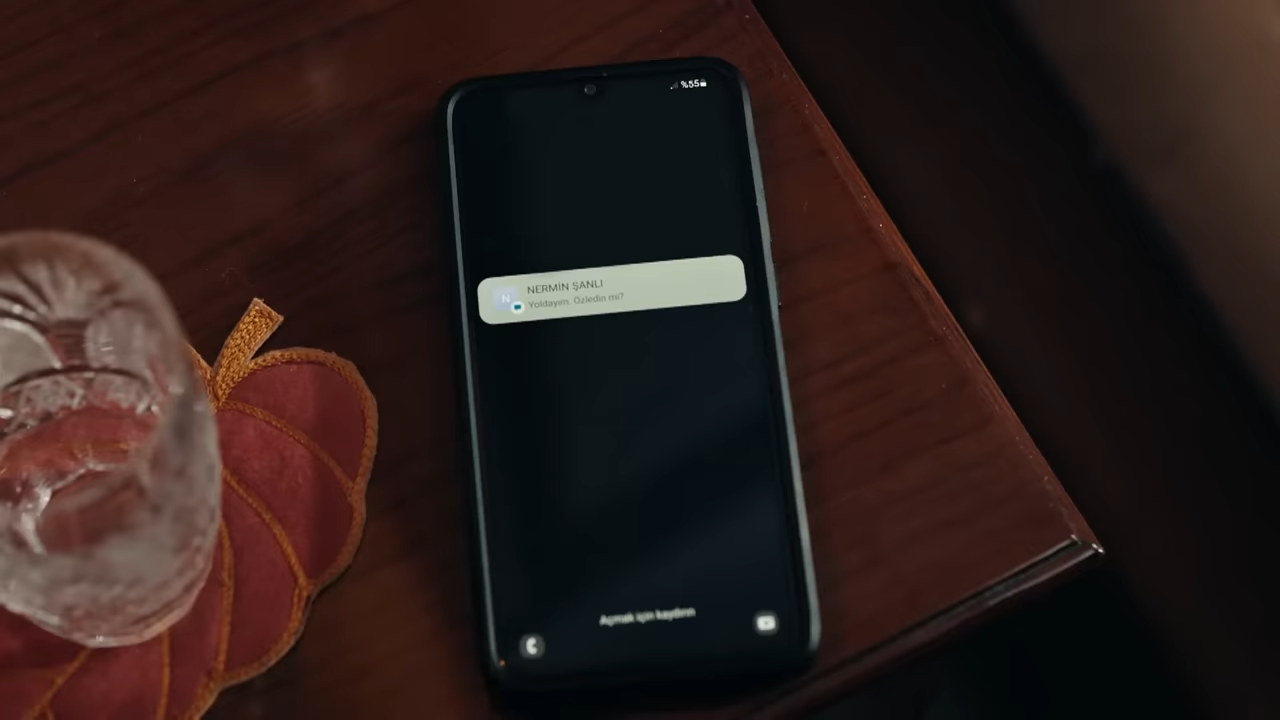 %55
N
NERMİN ŞANLI
Yoldayım. Özledin mi?
Açmak için kaydırın